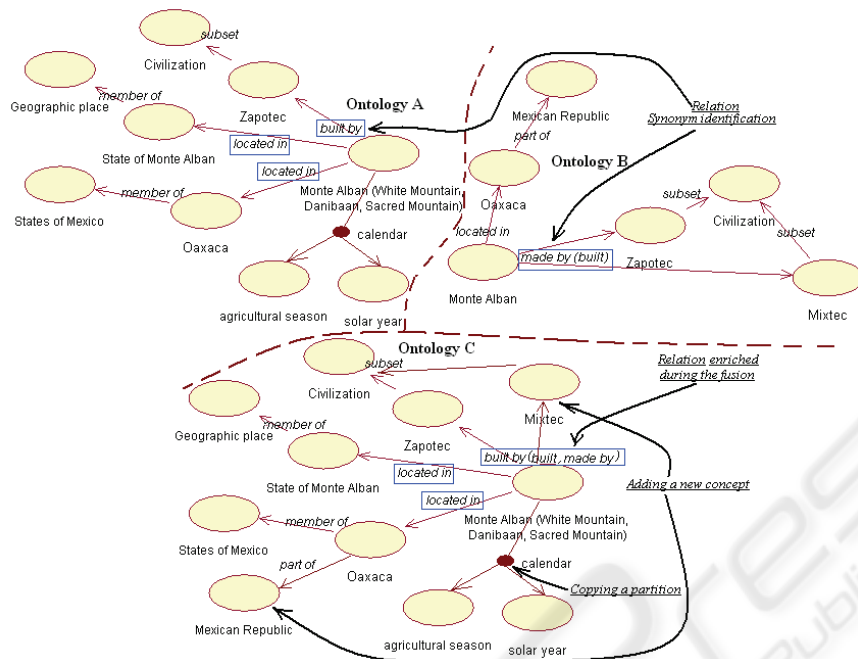 subset
Civilization
Geographic place
member of
Zapotec
Ontology A
built by
State of Monte Alban
located in
located in
States of Mexico
member of
Oaxaca
Monte Alban (White Mountain,
Danibaan, Sacred Mountain)
calendar
agricultural season
solar year
Mexican Republic
part of
Relation
Synonym identification
Ontology B
Oaxaca
subset
Civilization
located in
subset
made by (built)
Zapotec
Monte Alban
Mixtec
Ontology C
subset
Civilization
Relation enriched
during the fusion
Geographic place
member of
Zapotec
Mixtec
built by (built, made by)
State of Monte Alban
located in
located in
Adding a new concept
States of Mexico
member of
Oaxaca
Monte Alban (White Mountain,
Danibaan, Sacred Mountain)
part of
calendar
Copying a partition
Mexican Republic
agricultural season
solar year